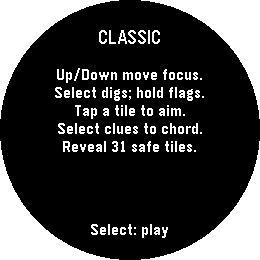 CLASSIC
Up/Down move focus.
Select digs; hold flags.
Tap a tile to aim.
Select clues to chord.
Reveal 31 safe tiles.
Select: play